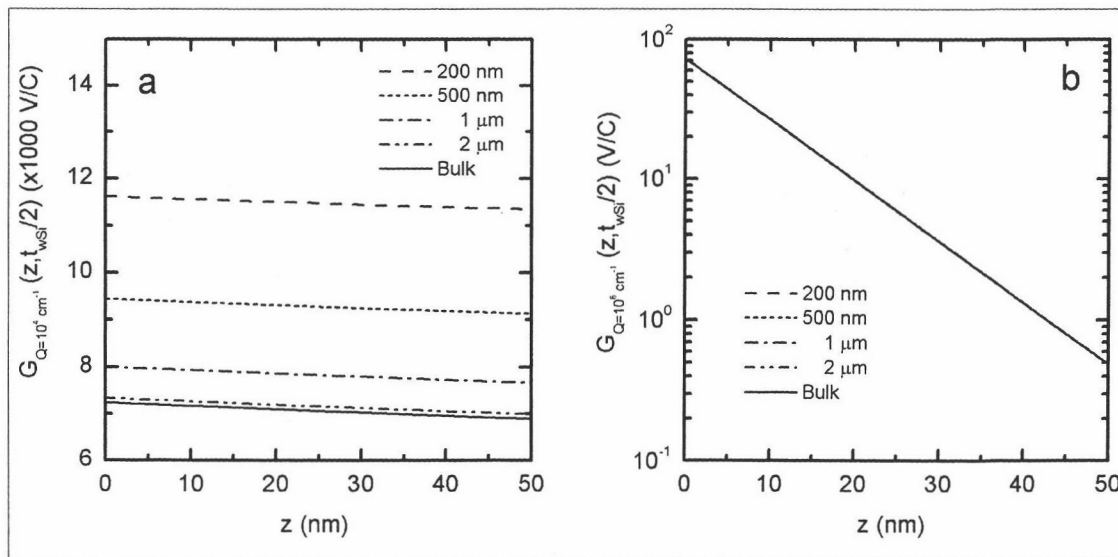 a
200 nm
500 nm
1 μm
2 μm
Bulk
G_{Q=10^4 cm^{-1}} (z,t_{wSi}/2) (x1000 V/C)
14
12
10
8
6
0 10 20 30 40 50
z (nm)
b
200 nm
500 nm
1 μm
2 μm
Bulk
G_{Q=10^6 cm^{-1}} (z,t_{wSi}/2) (V/C)
10^2
10^1
10^0
10^{-1}
0 10 20 30 40 50
z (nm)